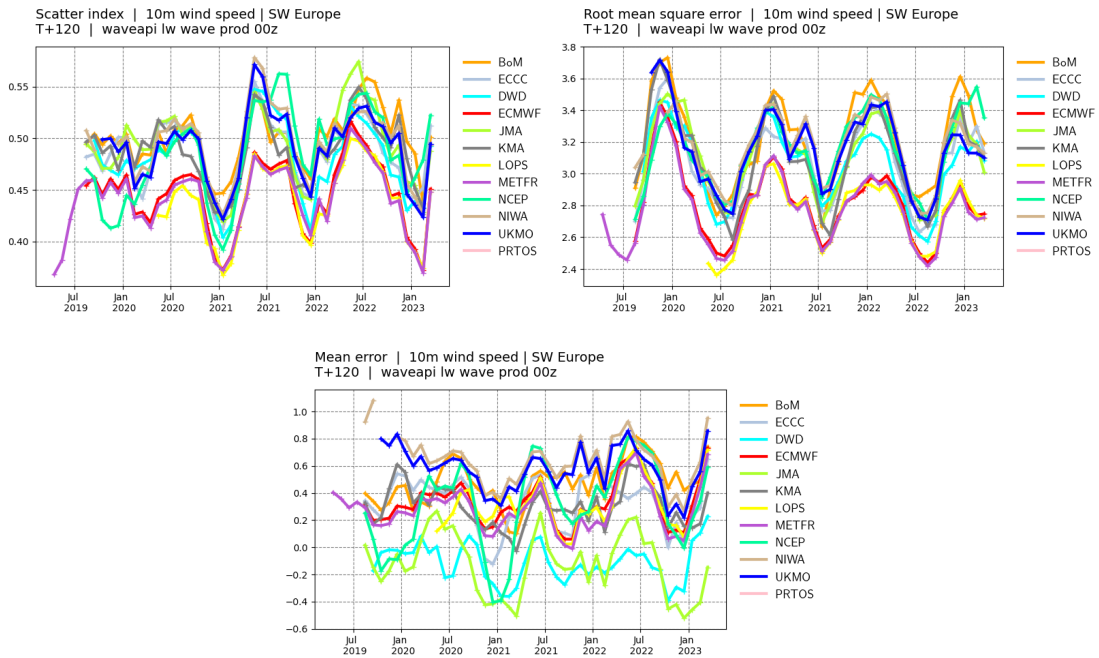 Scatter index | 10m wind speed | SW Europe
T+120 | waveapi lw wave prod 00z
0.55
0.50
0.45
0.40
Jul
2019
Jan
2020
Jul
2020
Jan
2021
Jul
2021
Jan
2022
Jul
2022
Jan
2023
BoM
ECCC
DWD
ECMWF
JMA
KMA
LOPS
METFR
NCEP
NIWA
UKMO
PRTOS
Root mean square error | 10m wind speed | SW Europe
T+120 | waveapi lw wave prod 00z
3.8
3.6
3.4
3.2
3.0
2.8
2.6
2.4
Jul
2019
Jan
2020
Jul
2020
Jan
2021
Jul
2021
Jan
2022
Jul
2022
Jan
2023
BoM
ECCC
DWD
ECMWF
JMA
KMA
LOPS
METFR
NCEP
NIWA
UKMO
PRTOS
Mean error | 10m wind speed | SW Europe
T+120 | waveapi lw wave prod 00z
1.0
0.8
0.6
0.4
0.2
0.0
−0.2
−0.4
−0.6
Jul
2019
Jan
2020
Jul
2020
Jan
2021
Jul
2021
Jan
2022
Jul
2022
Jan
2023
BoM
ECCC
DWD
ECMWF
JMA
KMA
LOPS
METFR
NCEP
NIWA
UKMO
PRTOS